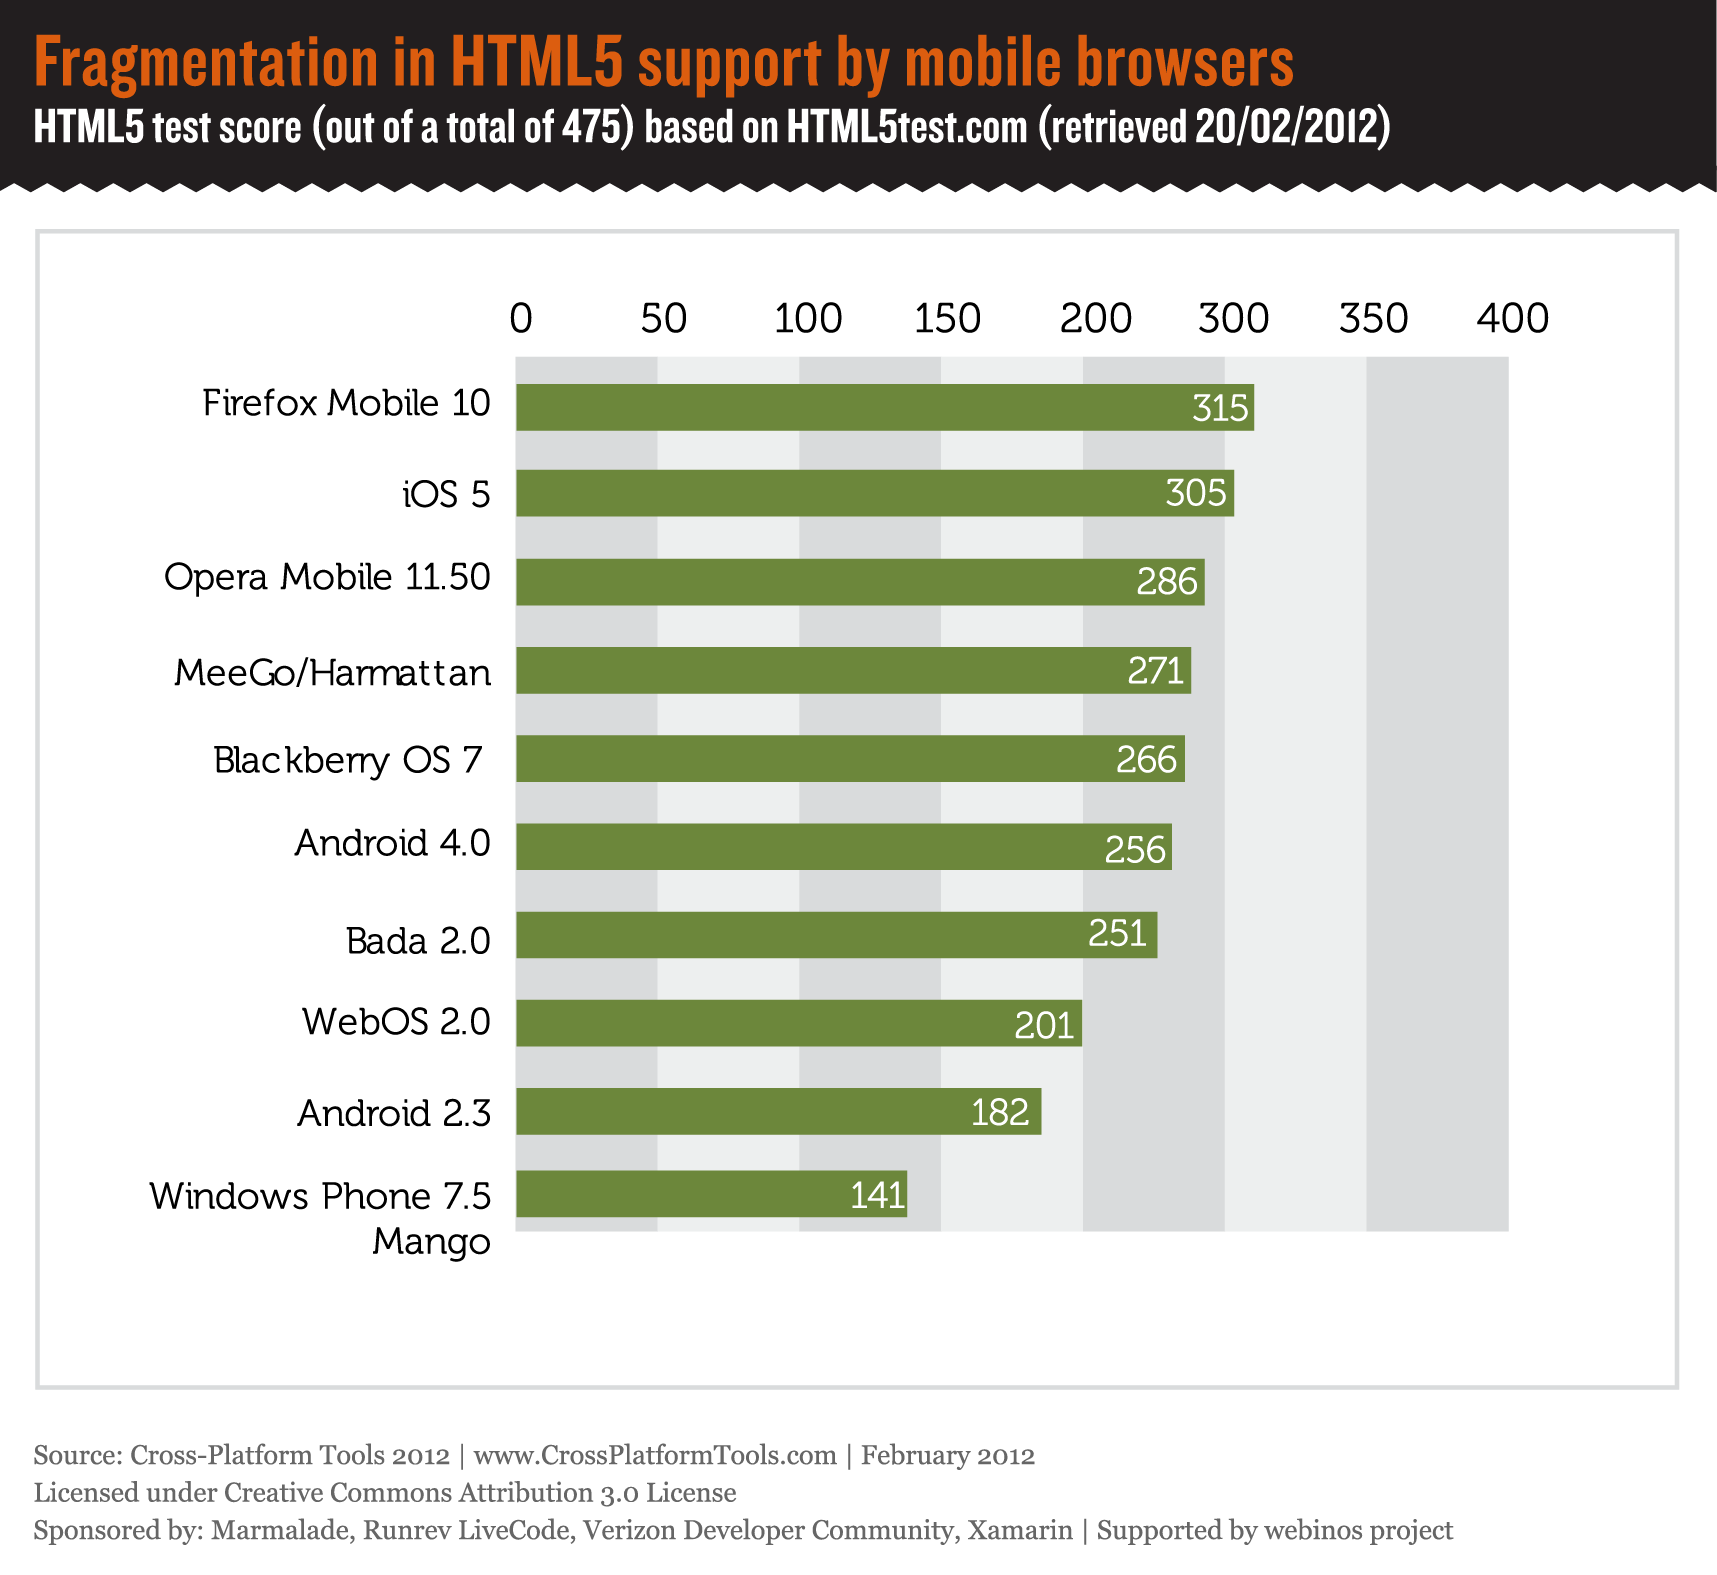 Fragmentation in HTML5 support by mobile browsers
HTML5 test score (out of a total of 475) based on HTML5test.com (retrieved 20/02/2012)
0 50 100 150 200 300 350 400
Firefox Mobile 10 315
iOS 5 305
Opera Mobile 11.50 286
MeeGo/Harmattan 271
Blackberry OS 7 266
Android 4.0 256
Bada 2.0 251
WebOS 2.0 201
Android 2.3 182
Windows Phone 7.5 141
Mango
Source: Cross-Platform Tools 2012 | www.CrossPlatformTools.com | February 2012
Licensed under Creative Commons Attribution 3.0 License
Sponsored by: Marmalade, Runrev LiveCode, Verizon Developer Community, Xamarin | Supported by webinos project